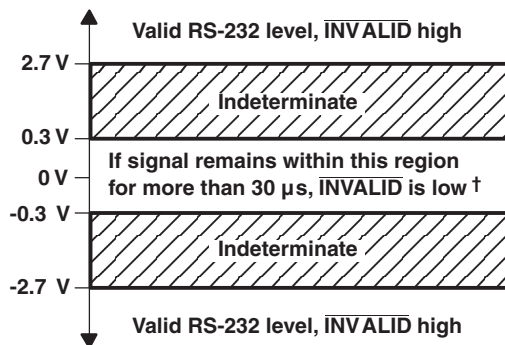 Valid RS-232 level, INVALID high
2.7 V
Indeterminate
0.3 V
If signal remains within this region
0 V
for more than 30 µs, INVALID is low †
-0.3 V
Indeterminate
-2.7 V
Valid RS-232 level, INVALID high